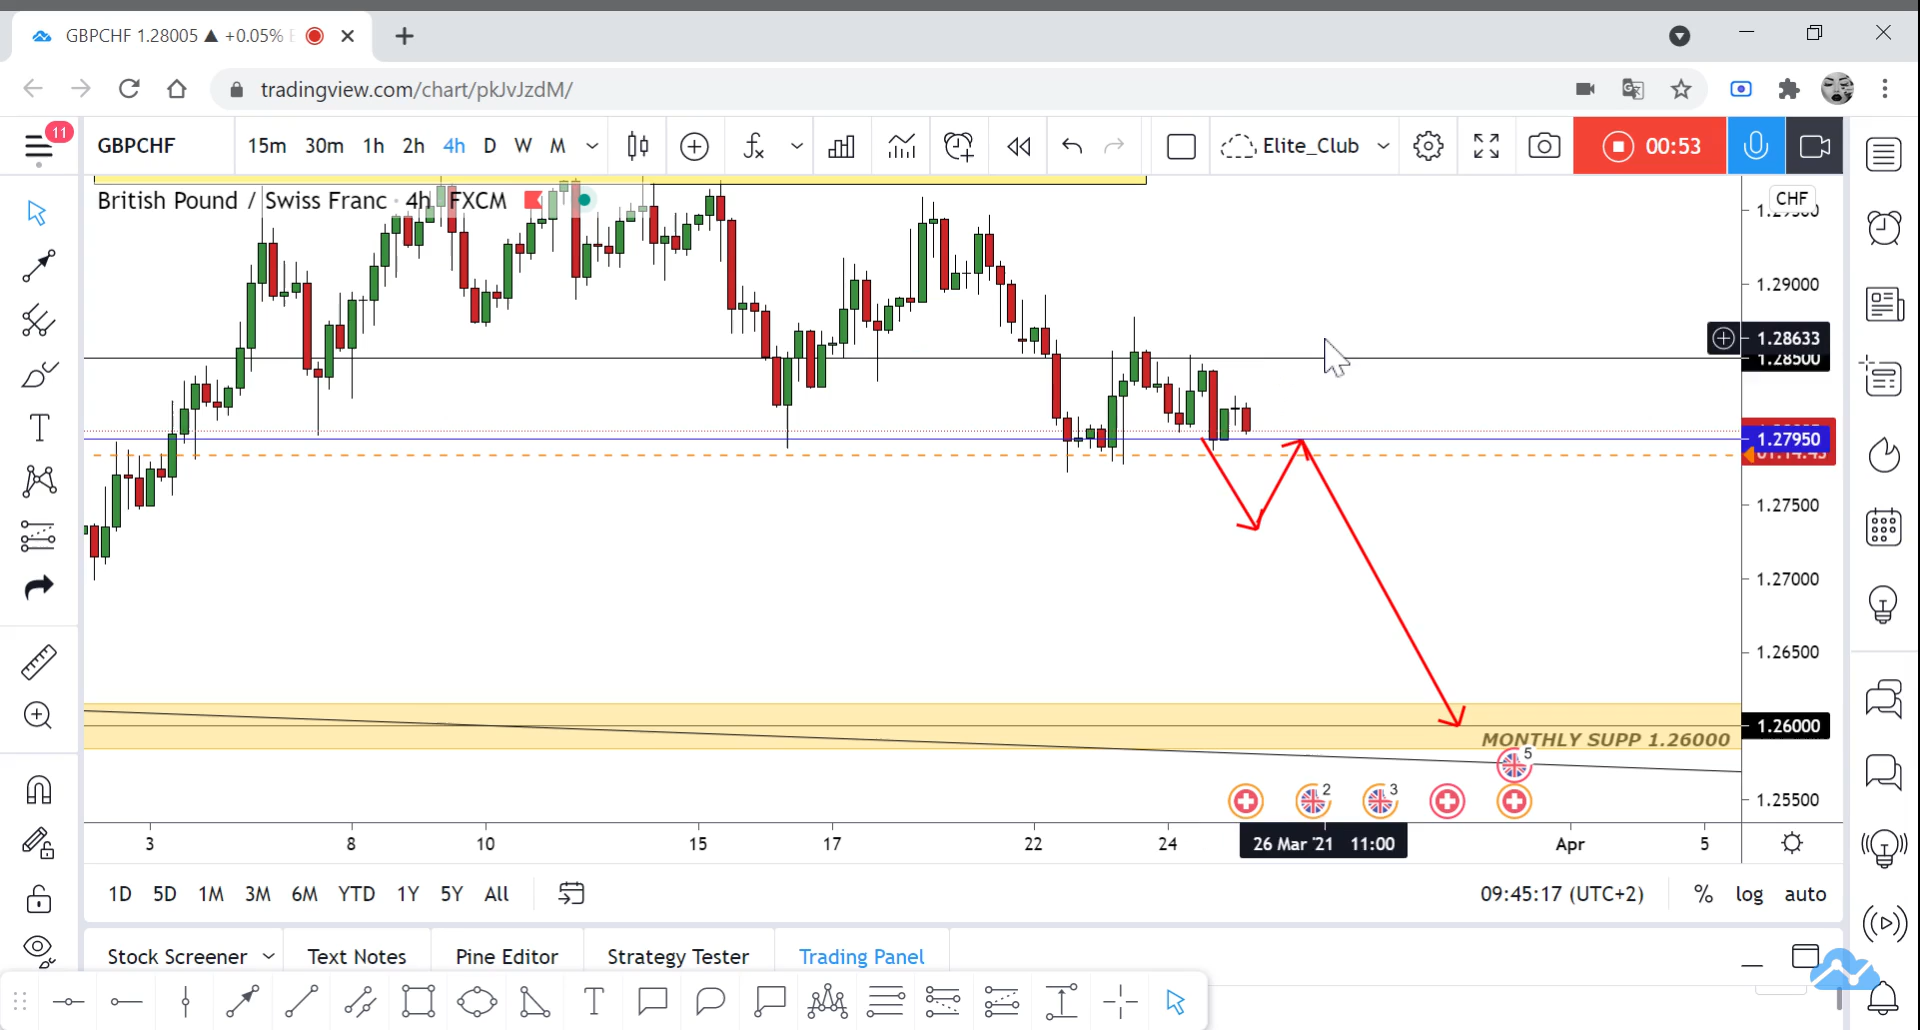 GBPCHF 1.28005 ▲ +0.05%
tradingview.com/chart/pkJvJzdM/
11
GBPCHF 15m 30m 1h 2h 4h D W M Elite_Club 00:53
British Pound / Swiss Franc · 4h FXCM
CHF
1.29000
1.28633
1.28500
1.27950
1.27500
1.27000
1.26500
1.26000
MONTHLY SUPP 1.26000
5
2 3
1.25500
3 8 10 15 17 22 24 26 Mar '21 11:00 Apr 5
1D 5D 1M 3M 6M YTD 1Y 5Y All 09:45:17 (UTC+2) % log auto
Stock Screener Text Notes Pine Editor Strategy Tester Trading Panel